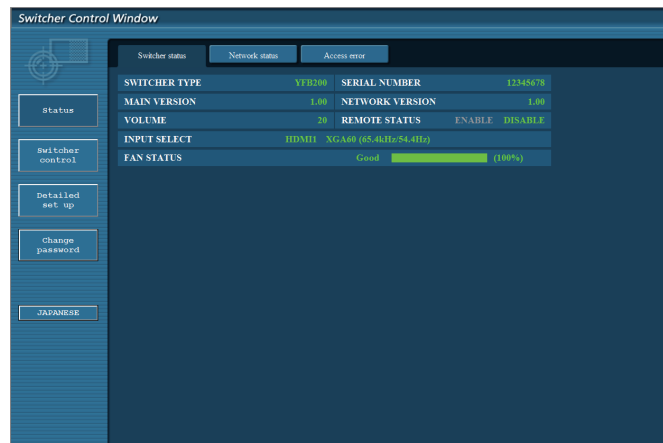 Switcher Control Window
Switcher status Network status Access error
SWITCHER TYPE YFB200 SERIAL NUMBER 12345678
MAIN VERSION 1.00 NETWORK VERSION 1.00
VOLUME 20 REMOTE STATUS ENABLE DISABLE
INPUT SELECT HDMI1 XGA60 (65.4kHz/54.4Hz)
FAN STATUS Good (100%)
Status
Switcher
control
Detailed
set up
Change
password
JAPANESE